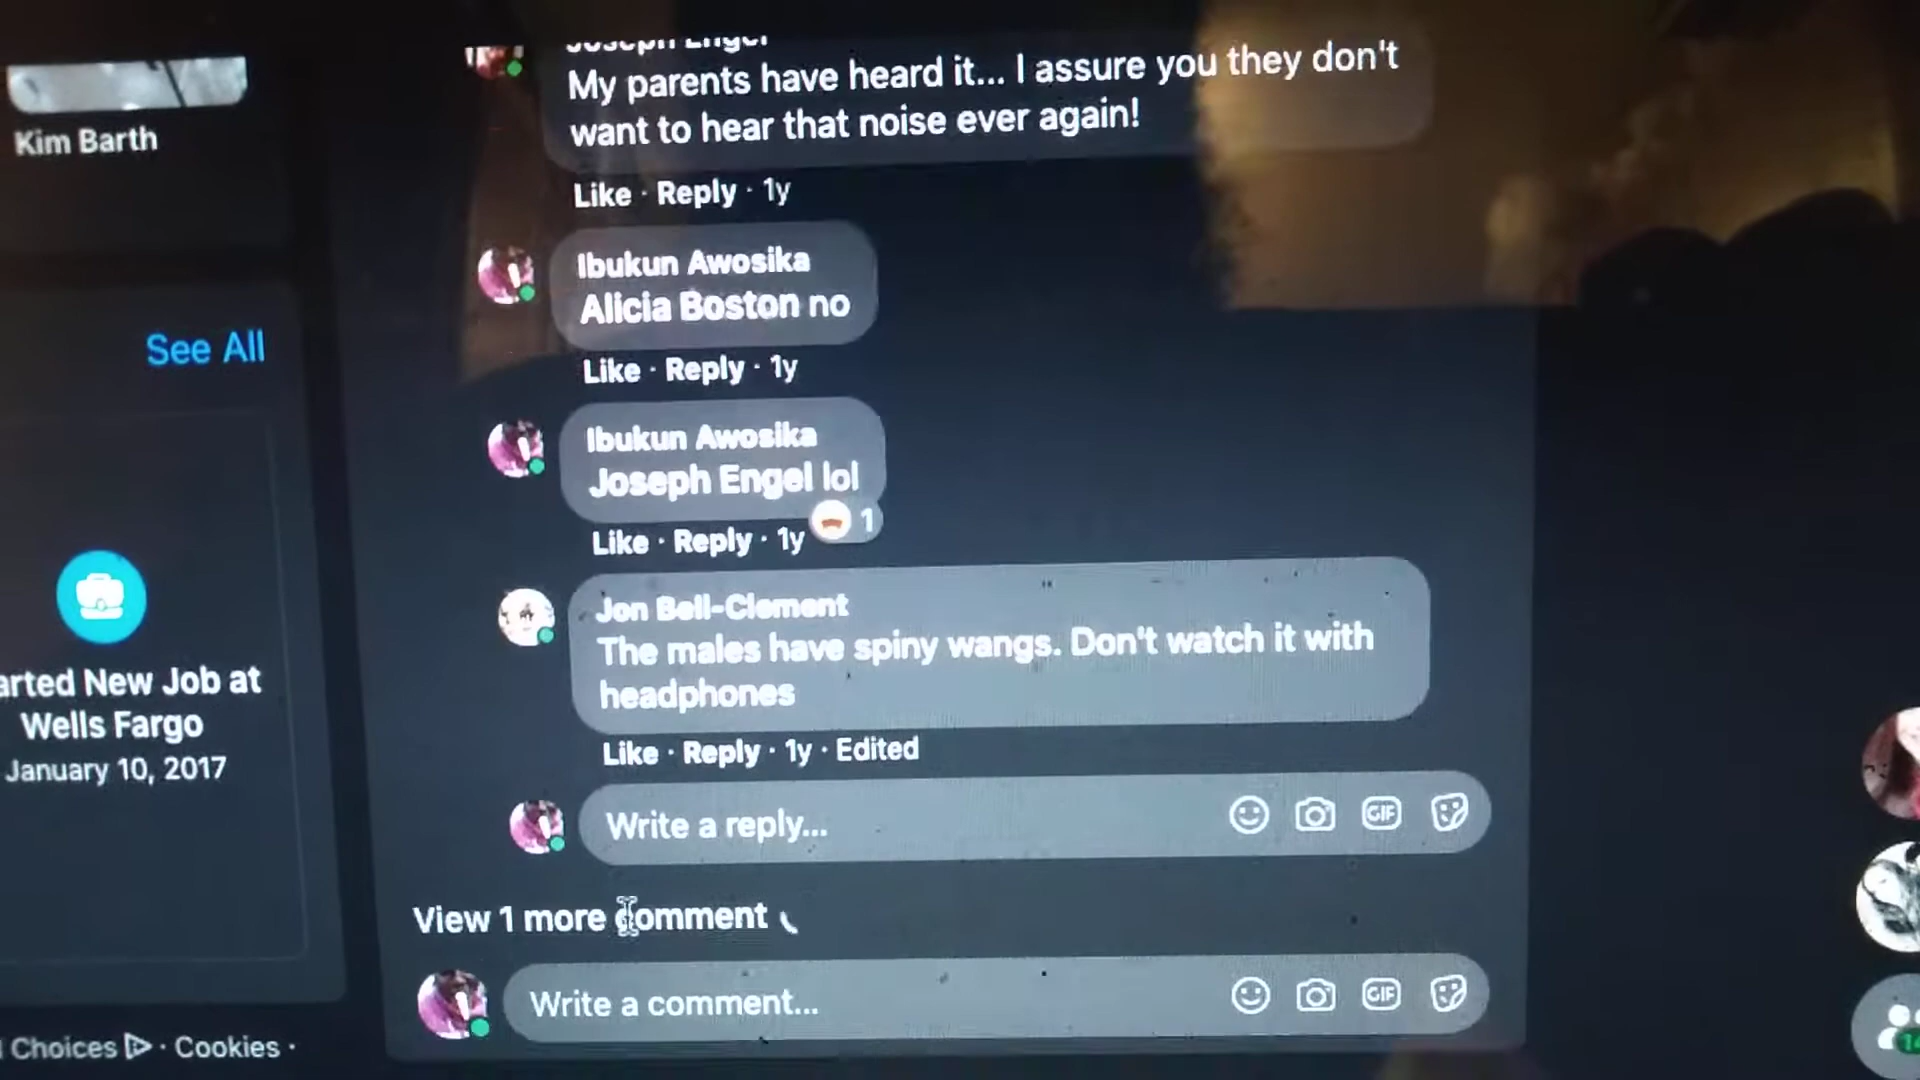 Kim Barth
See All
arted New Job at
Wells Fargo
January 10, 2017
Choices · Cookies ·
Joseph Engel
My parents have heard it... I assure you they don't
want to hear that noise ever again!
Like · Reply · 1y
Ibukun Awosika
Alicia Boston no
Like · Reply · 1y
Ibukun Awosika
Joseph Engel lol
1
Like · Reply · 1y
Jon Bell-Clement
The males have spiny wangs. Don't watch it with
headphones
Like · Reply · 1y · Edited
Write a reply...
GIF
View 1 more comment
Write a comment...
GIF